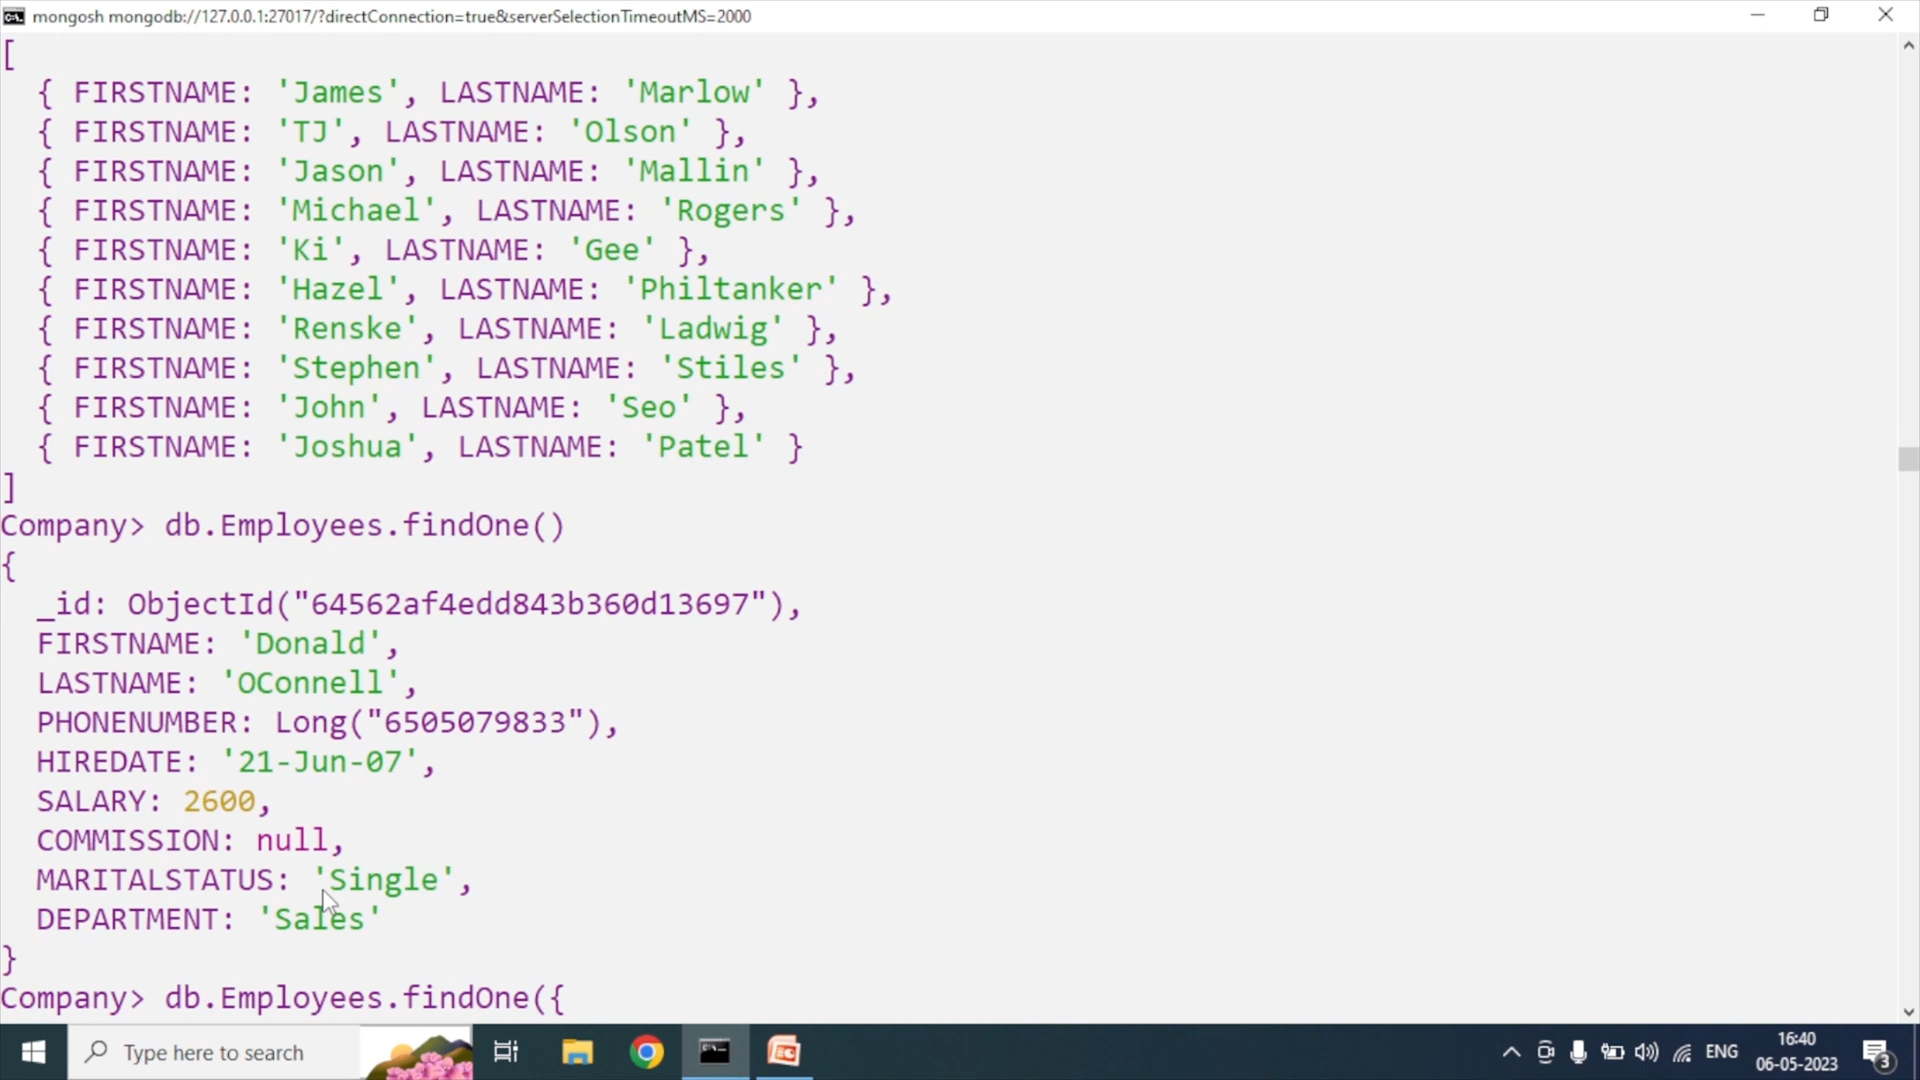 mongosh mongodb://127.0.0.1:27017/?directConnection=true&serverSelectionTimeoutMS=2000
[
{ FIRSTNAME: 'James', LASTNAME: 'Marlow' },
{ FIRSTNAME: 'TJ', LASTNAME: 'Olson' },
{ FIRSTNAME: 'Jason', LASTNAME: 'Mallin' },
{ FIRSTNAME: 'Michael', LASTNAME: 'Rogers' },
{ FIRSTNAME: 'Ki', LASTNAME: 'Gee' },
{ FIRSTNAME: 'Hazel', LASTNAME: 'Philtanker' },
{ FIRSTNAME: 'Renske', LASTNAME: 'Ladwig' },
{ FIRSTNAME: 'Stephen', LASTNAME: 'Stiles' },
{ FIRSTNAME: 'John', LASTNAME: 'Seo' },
{ FIRSTNAME: 'Joshua', LASTNAME: 'Patel' }
]
Company> db.Employees.findOne()
{
_id: ObjectId("64562af4edd843b360d13697"),
FIRSTNAME: 'Donald',
LASTNAME: 'OConnell',
PHONENUMBER: Long("6505079833"),
HIREDATE: '21-Jun-07',
SALARY: 2600,
COMMISSION: null,
MARITALSTATUS: 'Single',
DEPARTMENT: 'Sales'
}
Company> db.Employees.findOne({
Type here to search
ENG
16:40
06-05-2023
3